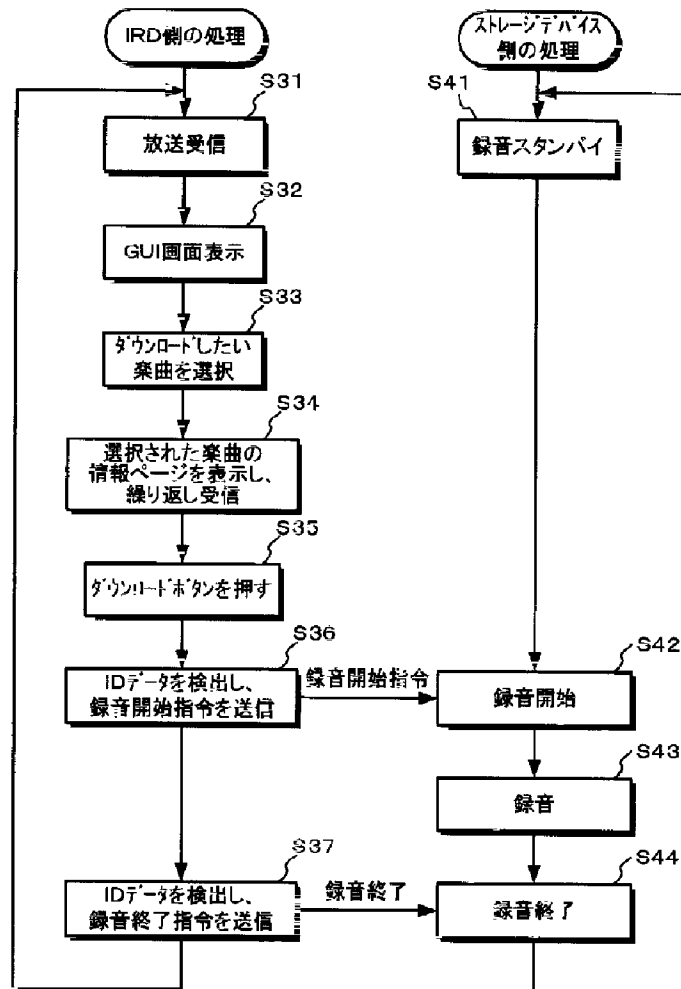 IRD側の処理
S31
放送受信
S32
GUI画面表示
S33
ダウンロードしたい
楽曲を選択
S34
選択された楽曲の
情報ページを表示し、
繰り返し受信
S35
ダウンロードボタンを押す
S36
IDデータを検出し、
録音開始指令を送信
録音開始指令
S37
IDデータを検出し、
録音終了指令を送信
録音終了
ストレージデバイス
側の処理
S41
録音スタンバイ
S42
録音開始
S43
録音
S44
録音終了